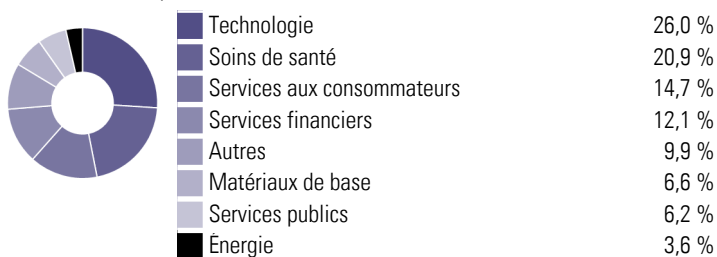 Technologie 26,0 %
Soins de santé 20,9 %
Services aux consommateurs 14,7 %
Services financiers 12,1 %
Autres 9,9 %
Matériaux de base 6,6 %
Services publics 6,2 %
Énergie 3,6 %